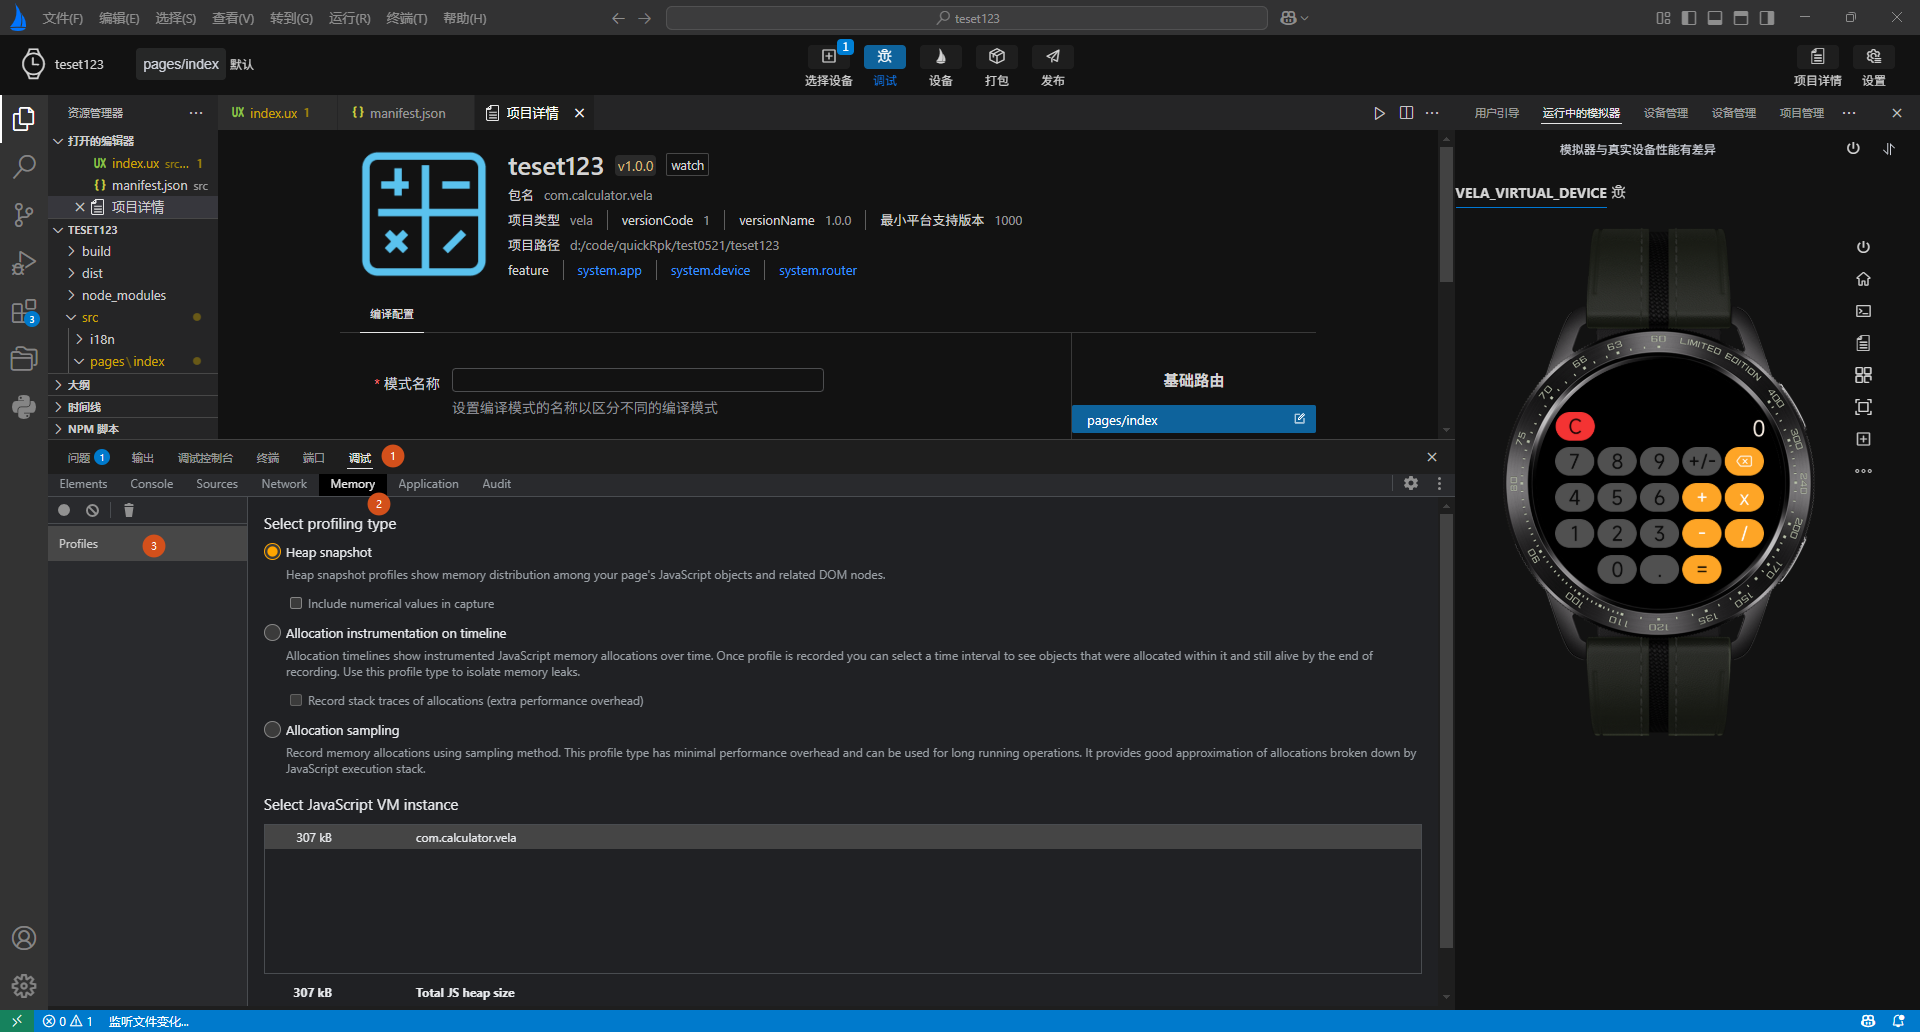 文件(F) 编辑(E) 选择(S) 查看(V) 转到(G) 运行(R) 终端(T) 帮助(H) teset123
teset123 pages/index 默认
1
选择设备 调试 设备 打包 发布 项目详情 设置
资源管理器
打开的编辑器
UX index.ux src... 1
{} manifest.json src
项目详情
TESET123
build
dist
node_modules
src
i18n
pages\index
大纲
时间线
NPM 脚本
3
UX index.ux 1 {} manifest.json 项目详情
teset123 v1.0.0 watch
包名 com.calculator.vela
项目类型 vela versionCode 1 versionName 1.0.0 最小平台支持版本 1000
项目路径 d:/code/quickRpk/test0521/teset123
feature system.app system.device system.router
编译配置
* 模式名称
设置编译模式的名称以区分不同的编译模式
基础路由
pages/index
问题 1 输出 调试控制台 终端 端口 调试 1
Elements Console Sources Network Memory Application Audit
2
Profiles 3
Select profiling type
Heap snapshot
Heap snapshot profiles show memory distribution among your page's JavaScript objects and related DOM nodes.
Include numerical values in capture
Allocation instrumentation on timeline
Allocation timelines show instrumented JavaScript memory allocations over time. Once profile is recorded you can select a time interval to see objects that were allocated within it and still alive by the end of
recording. Use this profile type to isolate memory leaks.
Record stack traces of allocations (extra performance overhead)
Allocation sampling
Record memory allocations using sampling method. This profile type has minimal performance overhead and can be used for long running operations. It provides good approximation of allocations broken down by
JavaScript execution stack.
Select JavaScript VM instance
307 kB com.calculator.vela
307 kB Total JS heap size
用户引导 运行中的模拟器 设备管理 设备管理 项目管理
模拟器与真实设备性能有差异
VELA_VIRTUAL_DEVICE
60 LIMITED EDITION 400 300 240 200 170 150 135 120 110 100 90 80 75 70 66 63
C 0
7 8 9 +/-
4 5 6 + x
1 2 3 - /
0 . =
0 1 监听文件变化...